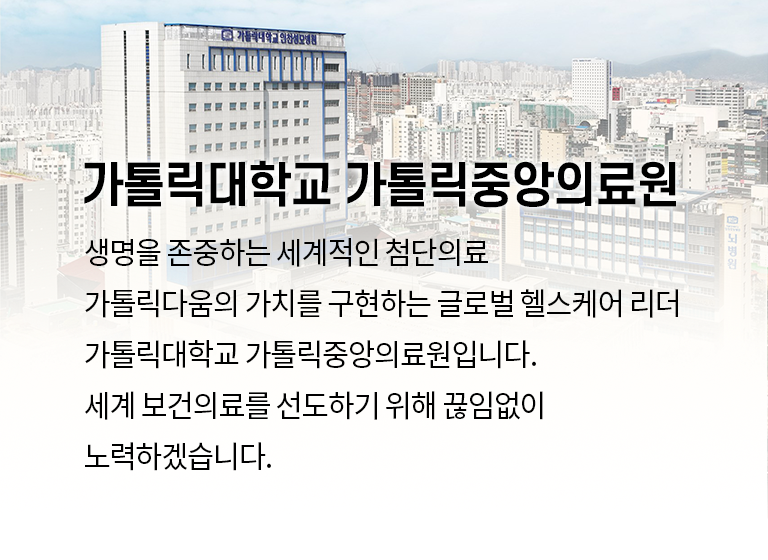 가톨릭대학교 인천성모병원
가톨릭대학교 가톨릭중앙의료원
뇌병원
생명을 존중하는 세계적인 첨단의료
가톨릭다움의 가치를 구현하는 글로벌 헬스케어 리더
가톨릭대학교 가톨릭중앙의료원입니다.
세계 보건의료를 선도하기 위해 끊임없이
노력하겠습니다.